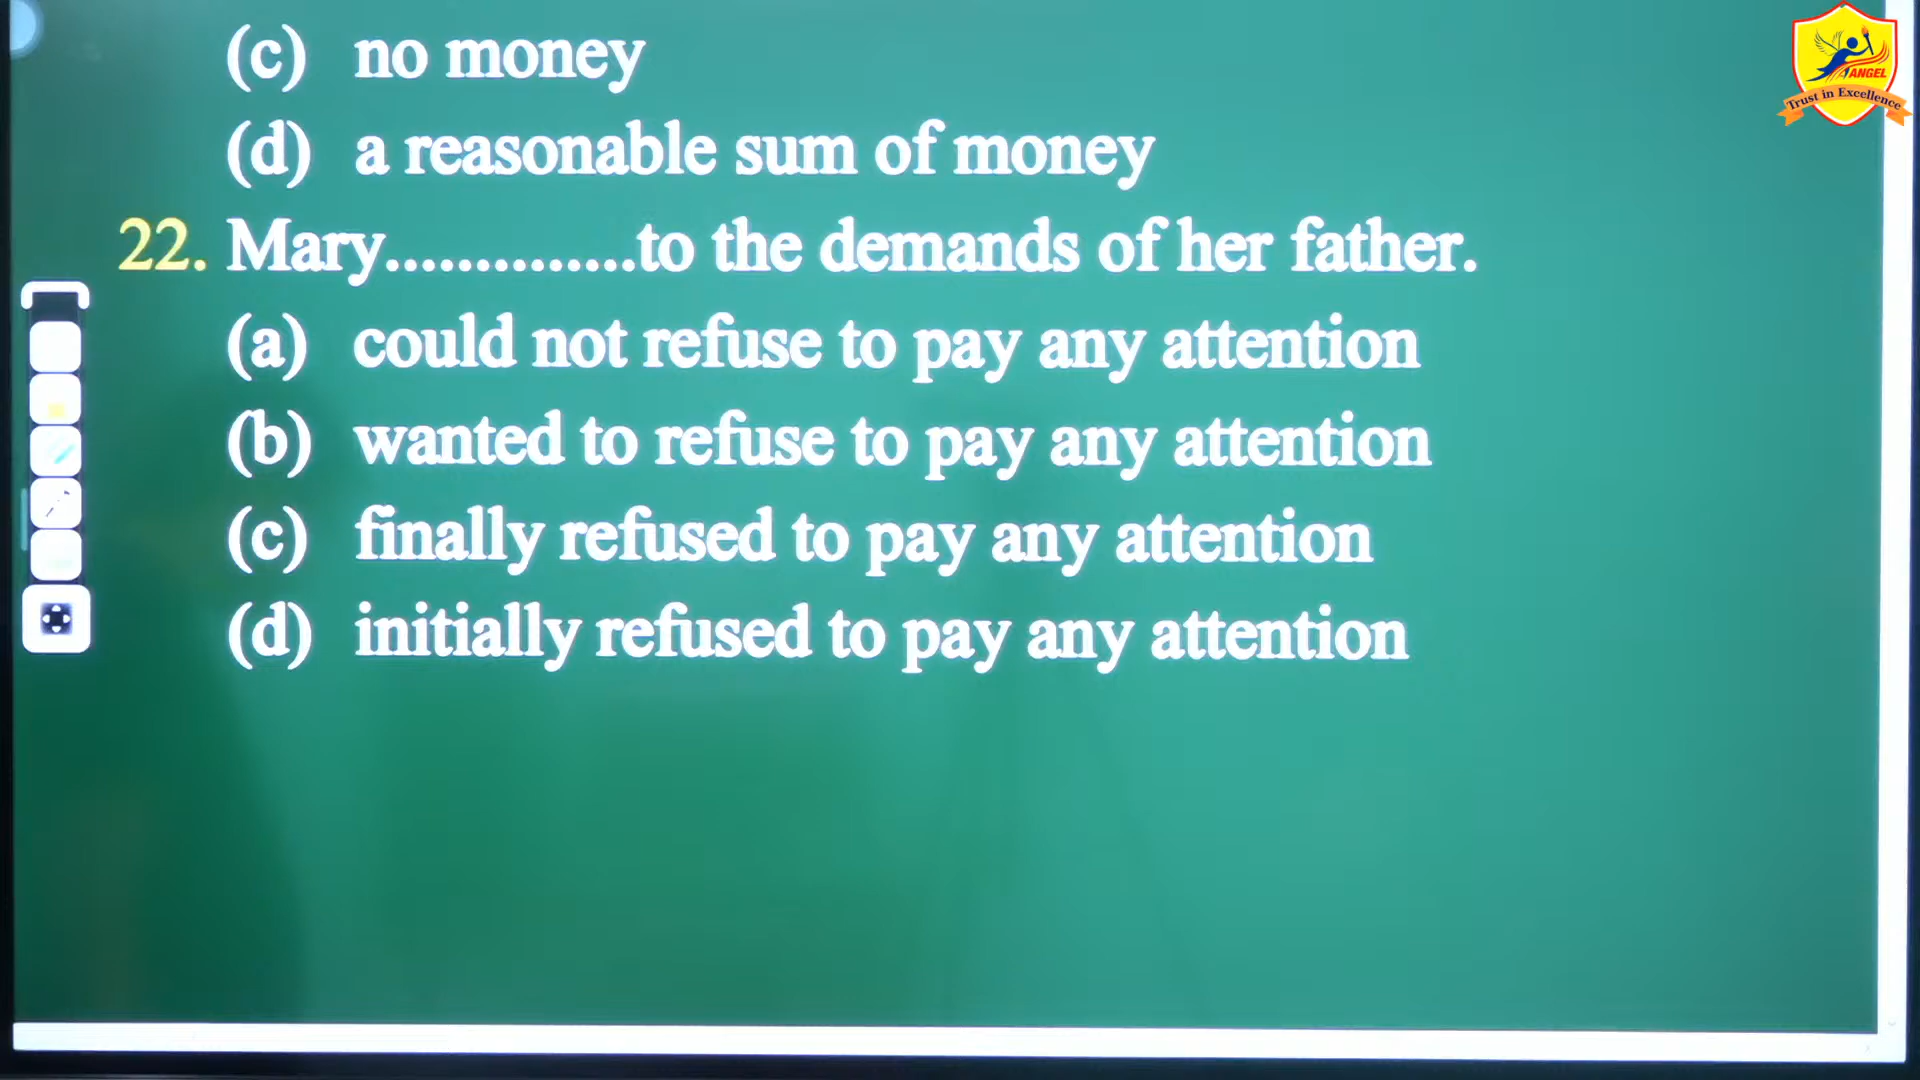 (c) no money
(d) a reasonable sum of money
22. Mary..............to the demands of her father.
(a) could not refuse to pay any attention
(b) wanted to refuse to pay any attention
(c) finally refused to pay any attention
(d) initially refused to pay any attention
ANGEL
Trust in Excellence